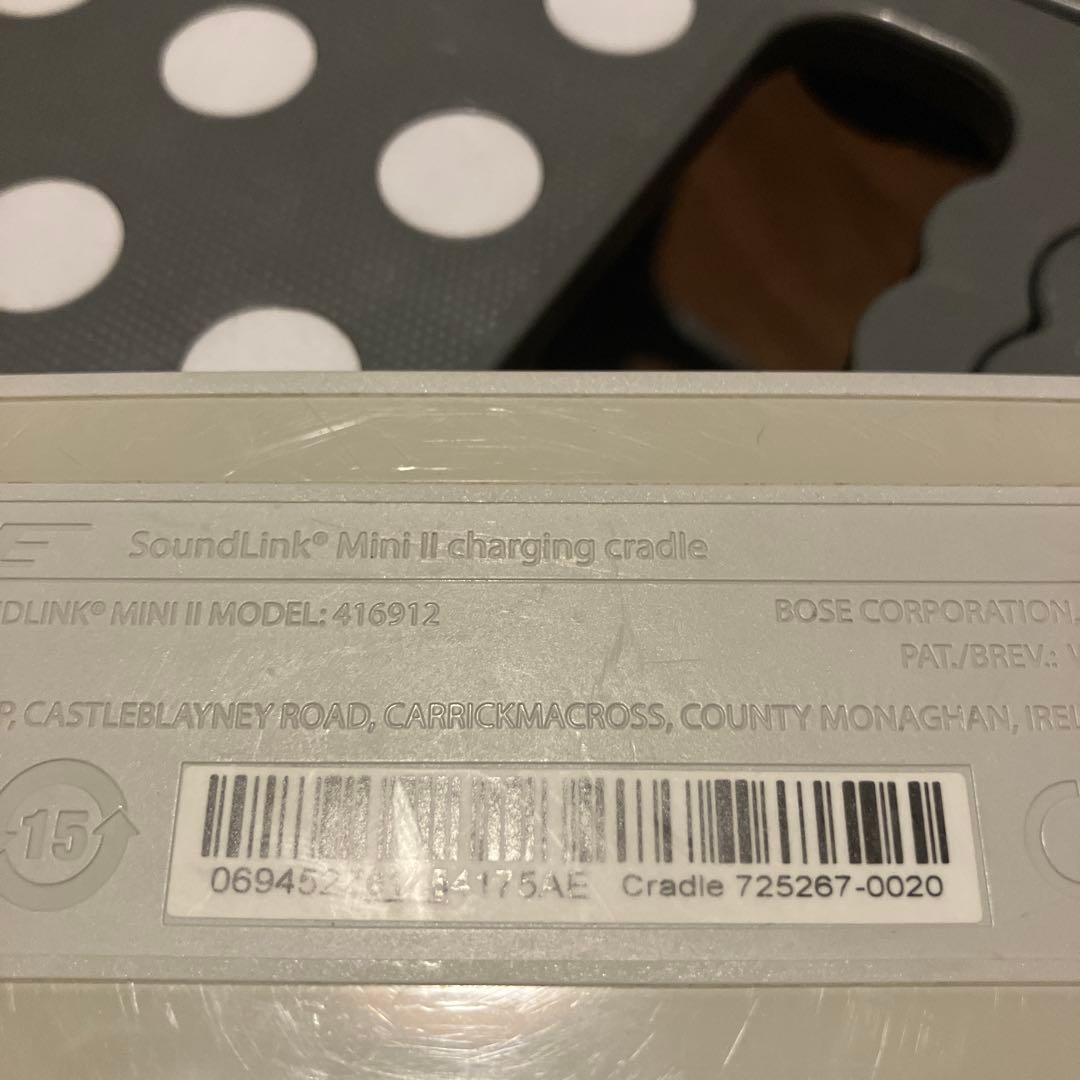 SoundLink® Mini II charging cradle
MINI II MODEL: 416912
BOSE CORPORATION,
PAT./BREV.:
CASTLEBLAYNEY ROAD, CARRICKMACROSS, COUNTY MONAGHAN,
15
Cradle 725267-0020